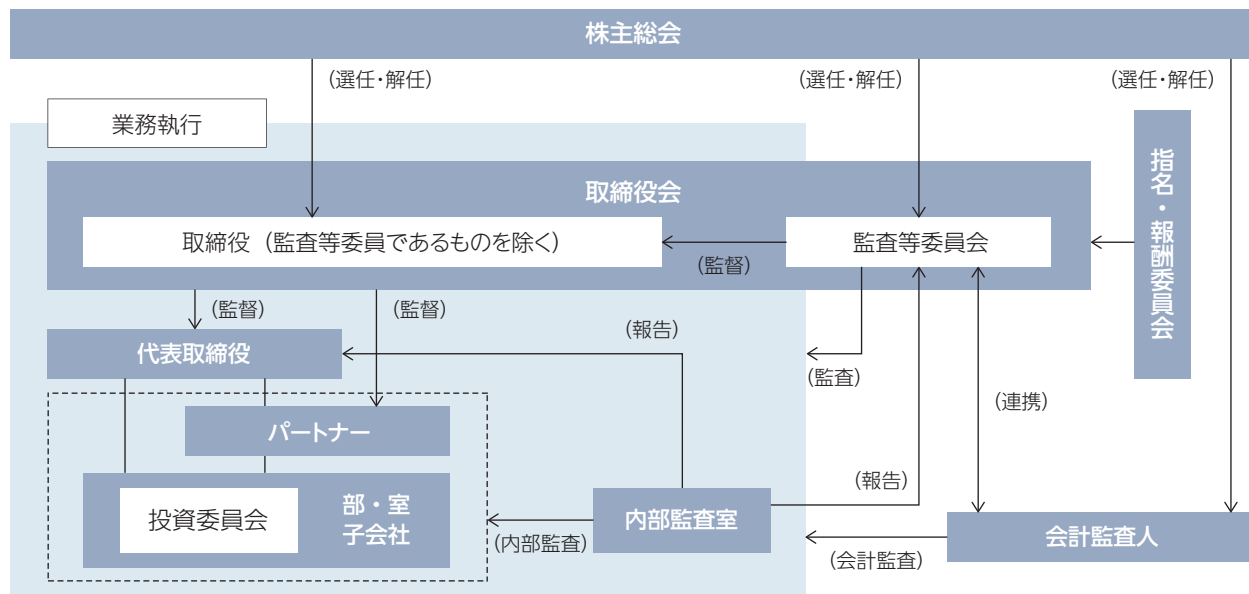 株主総会
(選任・解任)
(選任・解任)
(選任・解任)
業務執行
取締役会
指名・報酬委員会
取締役（監査等委員であるものを除く）
監査等委員会
(監督)
(監督)
(監督)
代表取締役
(報告)
(監査)
(連携)
パートナー
投資委員会
部・室
子会社
(報告)
内部監査室
(内部監査)
会計監査人
(会計監査)